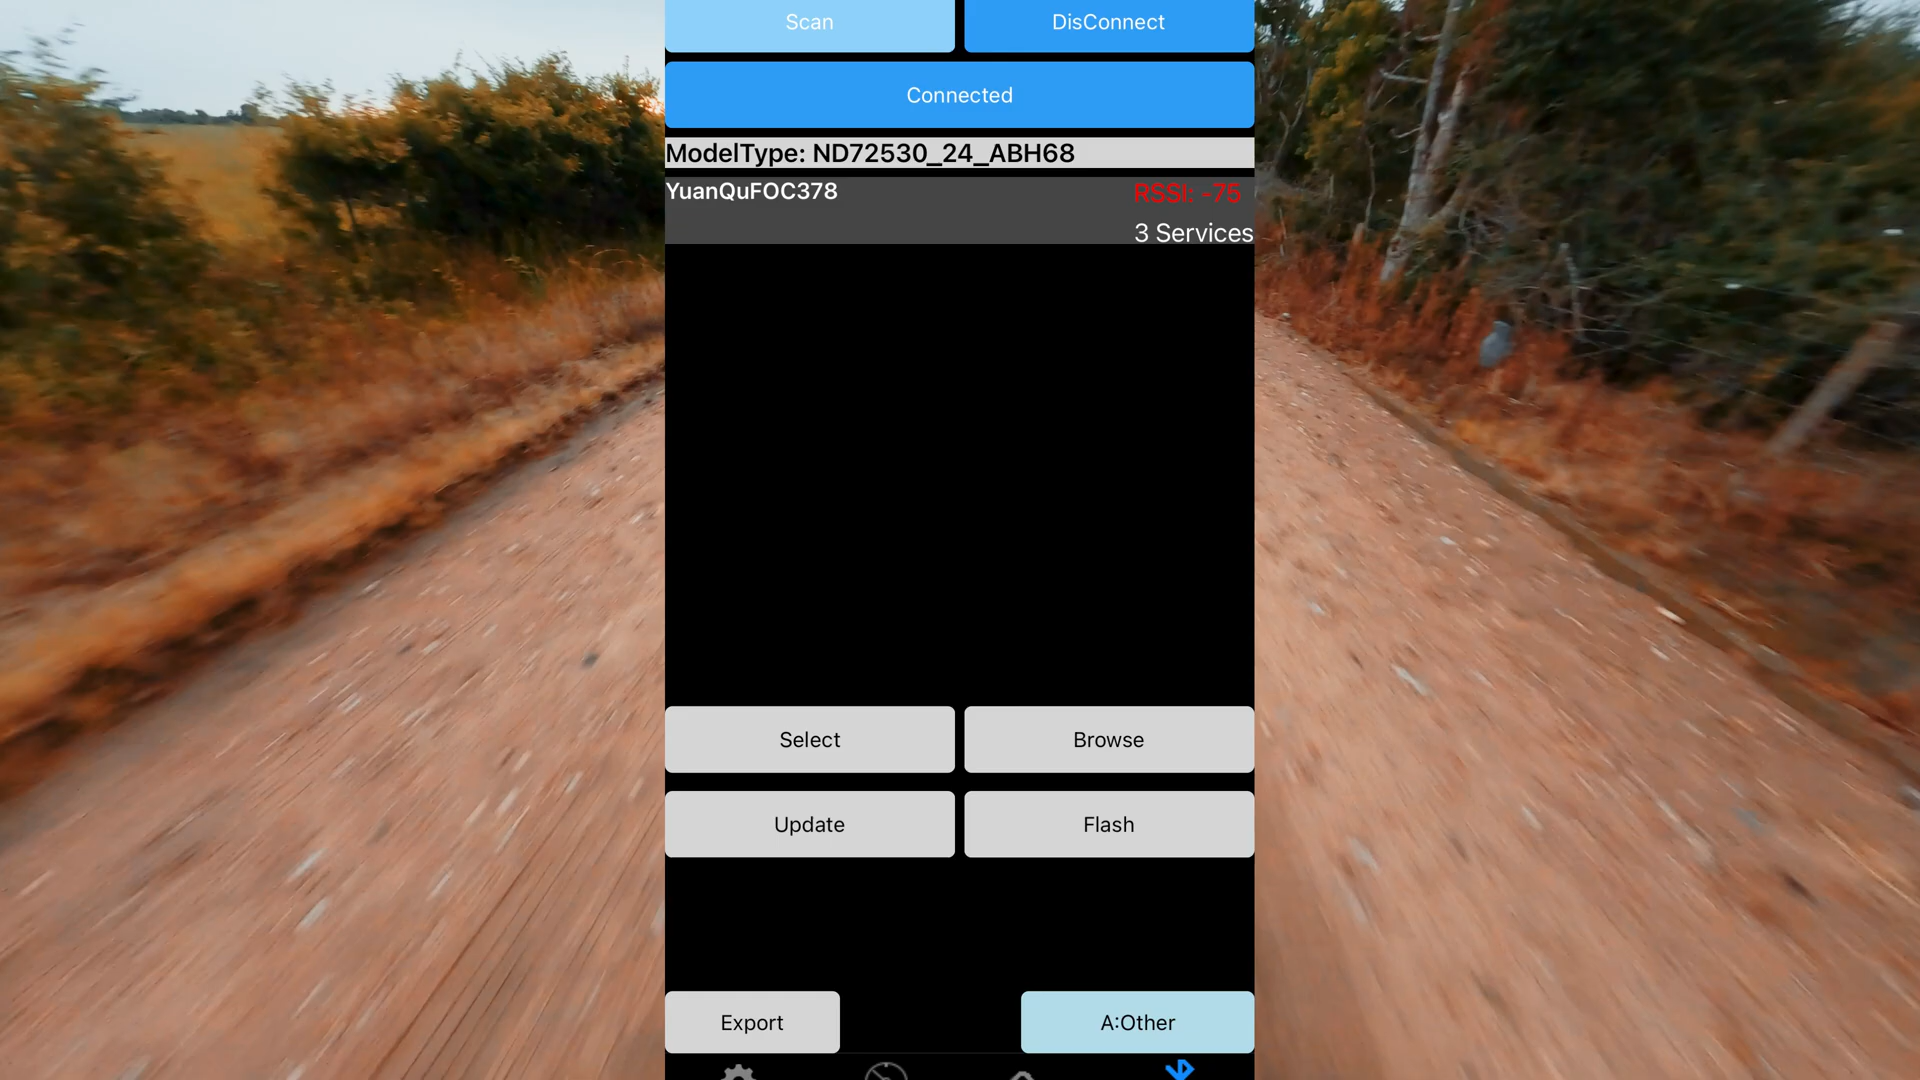 Scan
DisConnect
Connected
ModelType: ND72530_24_ABH68
YuanQuFOC378
RSSI: -75
3 Services
Select
Browse
Update
Flash
Export
A:Other